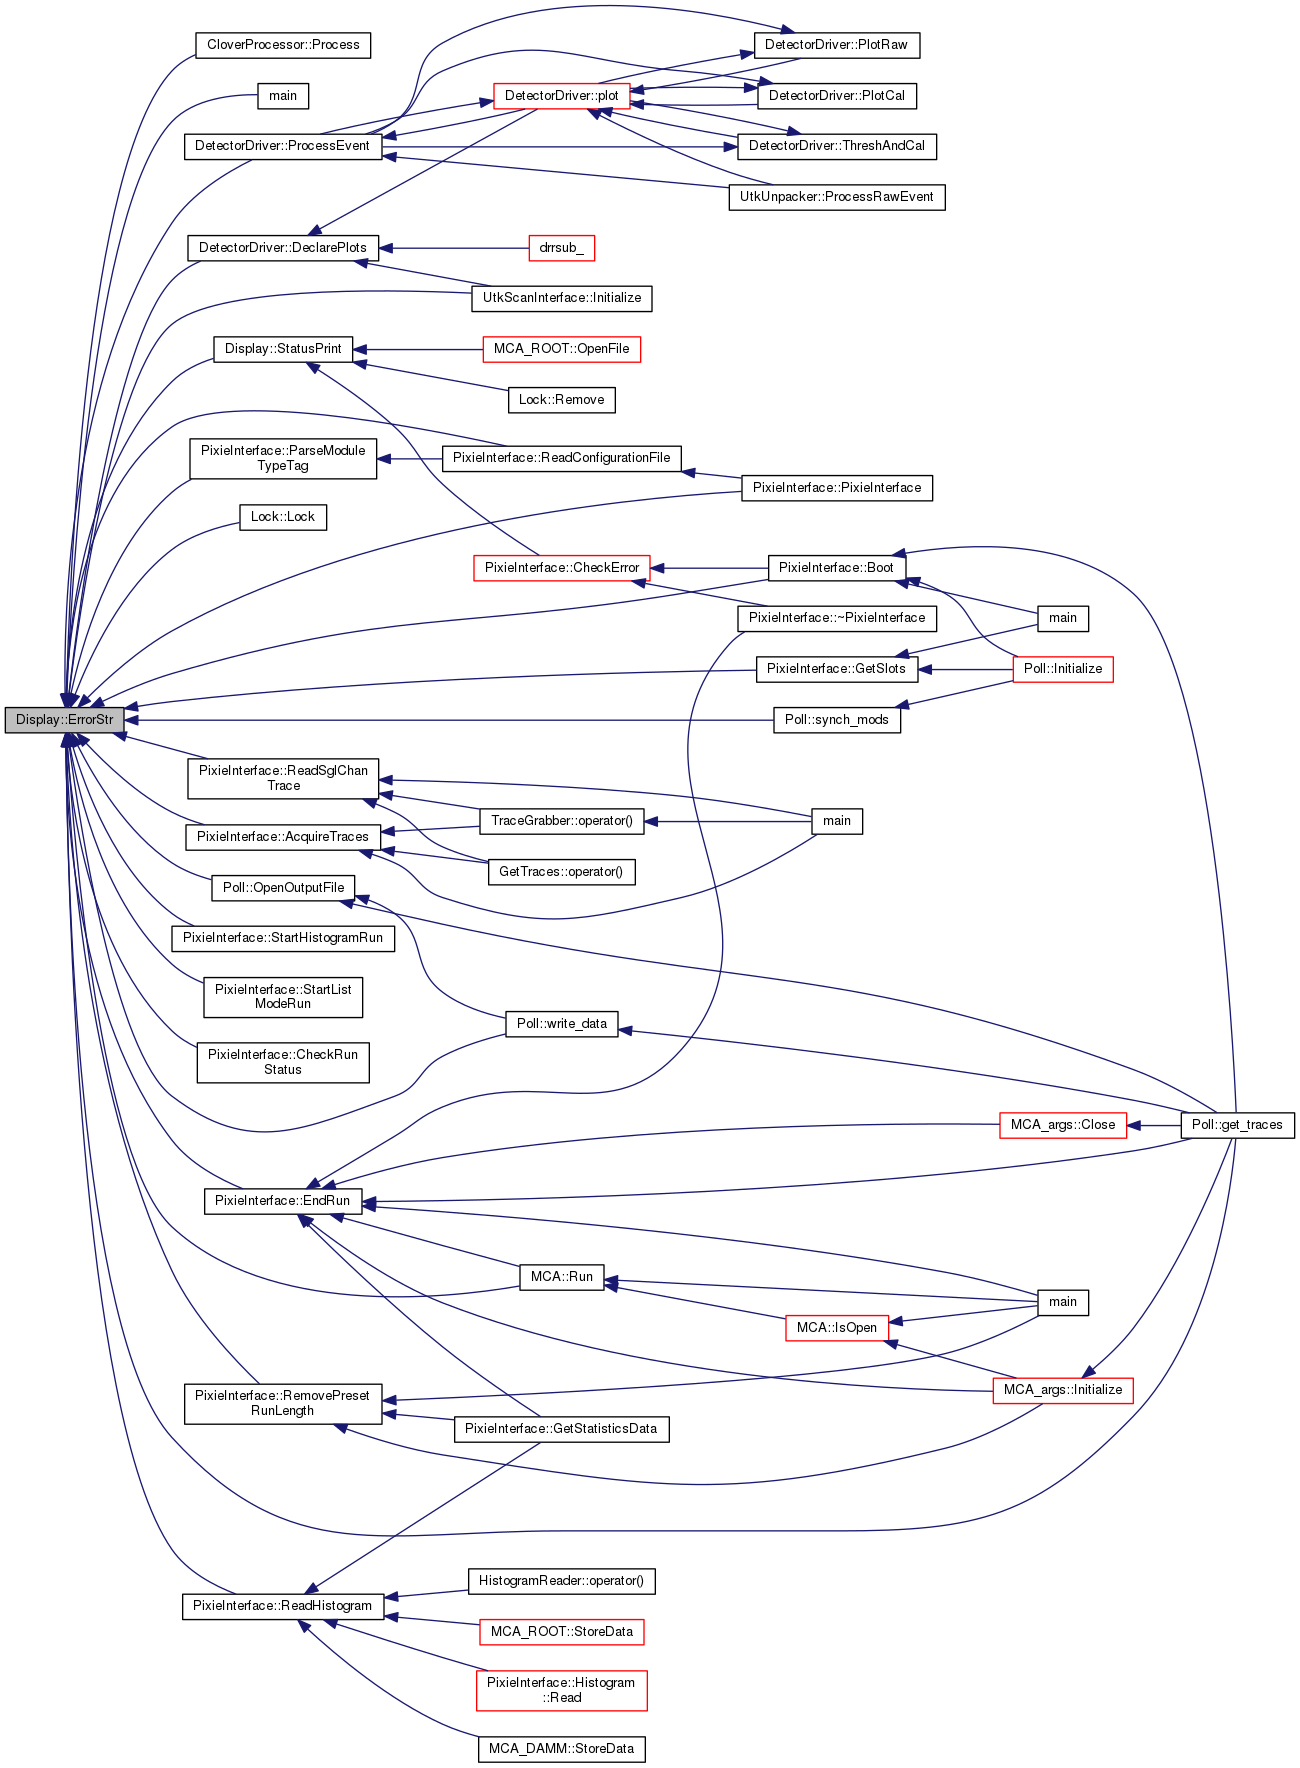 CloverProcessor::Process
main
DetectorDriver::ProcessEvent
DetectorDriver::plot
DetectorDriver::PlotRaw
DetectorDriver::PlotCal
DetectorDriver::ThreshAndCal
UtkUnpacker::ProcessRawEvent
DetectorDriver::DeclarePlots
drrsub_
UtkScanInterface::Initialize
Display::StatusPrint
MCA_ROOT::OpenFile
Lock::Remove
PixieInterface::ParseModule
TypeTag
PixieInterface::ReadConfigurationFile
PixieInterface::PixieInterface
Lock::Lock
PixieInterface::CheckError
PixieInterface::Boot
PixieInterface::~PixieInterface
main
PixieInterface::GetSlots
Poll::Initialize
Display::ErrorStr
Poll::synch_mods
PixieInterface::ReadSglChan
Trace
PixieInterface::AcquireTraces
TraceGrabber::operator()
main
GetTraces::operator()
Poll::OpenOutputFile
PixieInterface::StartHistogramRun
PixieInterface::StartList
ModeRun
Poll::write_data
PixieInterface::CheckRun
Status
MCA_args::Close
Poll::get_traces
PixieInterface::EndRun
MCA::Run
main
MCA::IsOpen
MCA_args::Initialize
PixieInterface::RemovePreset
RunLength
PixieInterface::GetStatisticsData
PixieInterface::ReadHistogram
HistogramReader::operator()
MCA_ROOT::StoreData
PixieInterface::Histogram
::Read
MCA_DAMM::StoreData